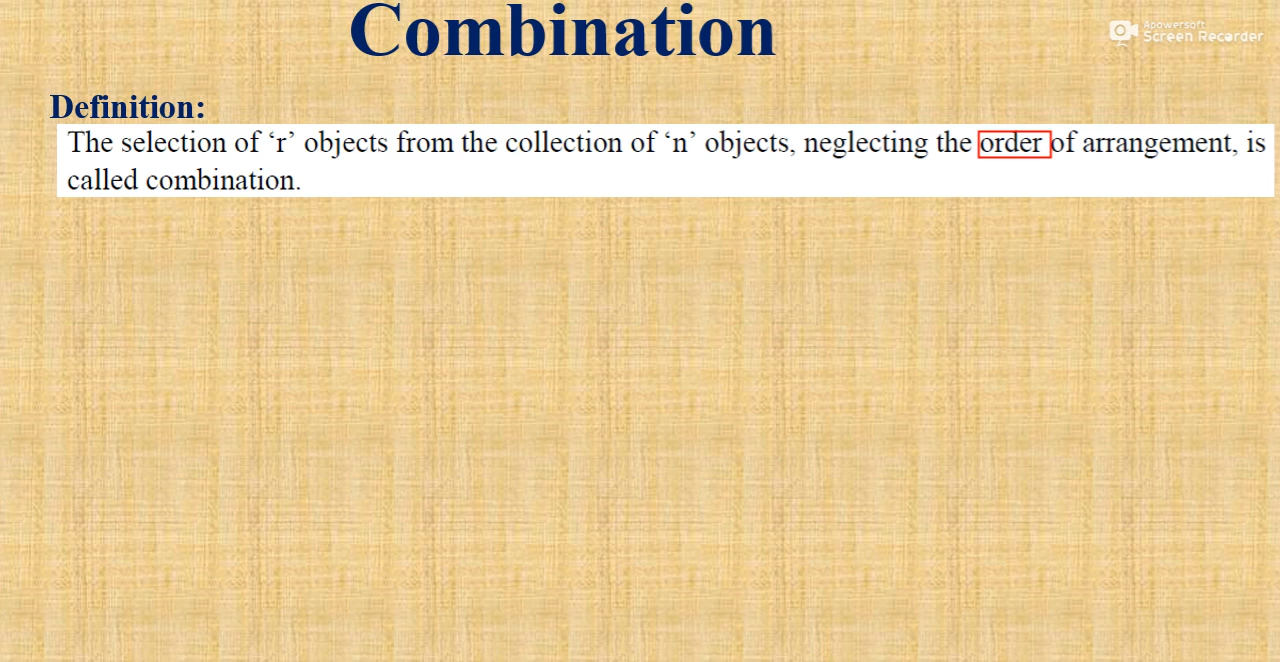 Combination
Apowersoft
Screen Recorder
Definition:
The selection of ‘r’ objects from the collection of ‘n’ objects, neglecting the order of arrangement, is
called combination.